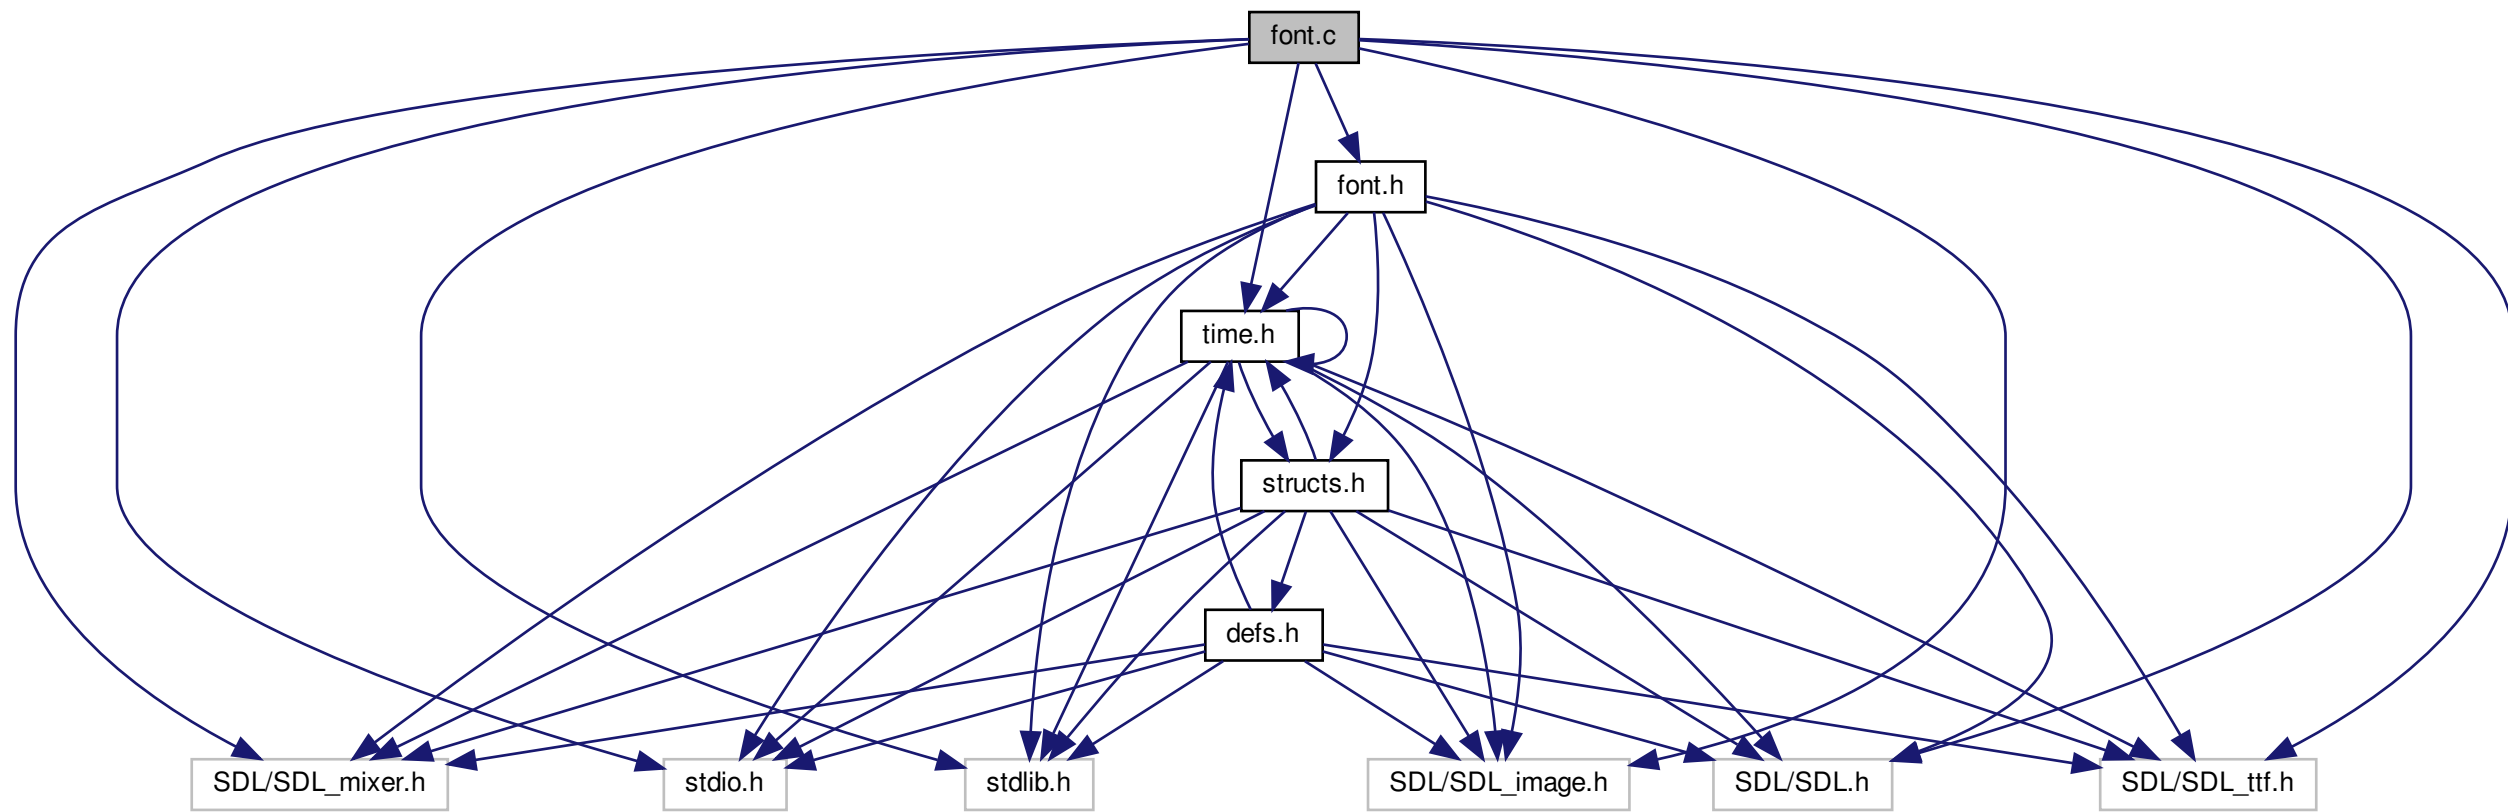 font.c
font.h
time.h
structs.h
defs.h
SDL/SDL_mixer.h
stdio.h
stdlib.h
SDL/SDL_image.h
SDL/SDL.h
SDL/SDL_ttf.h